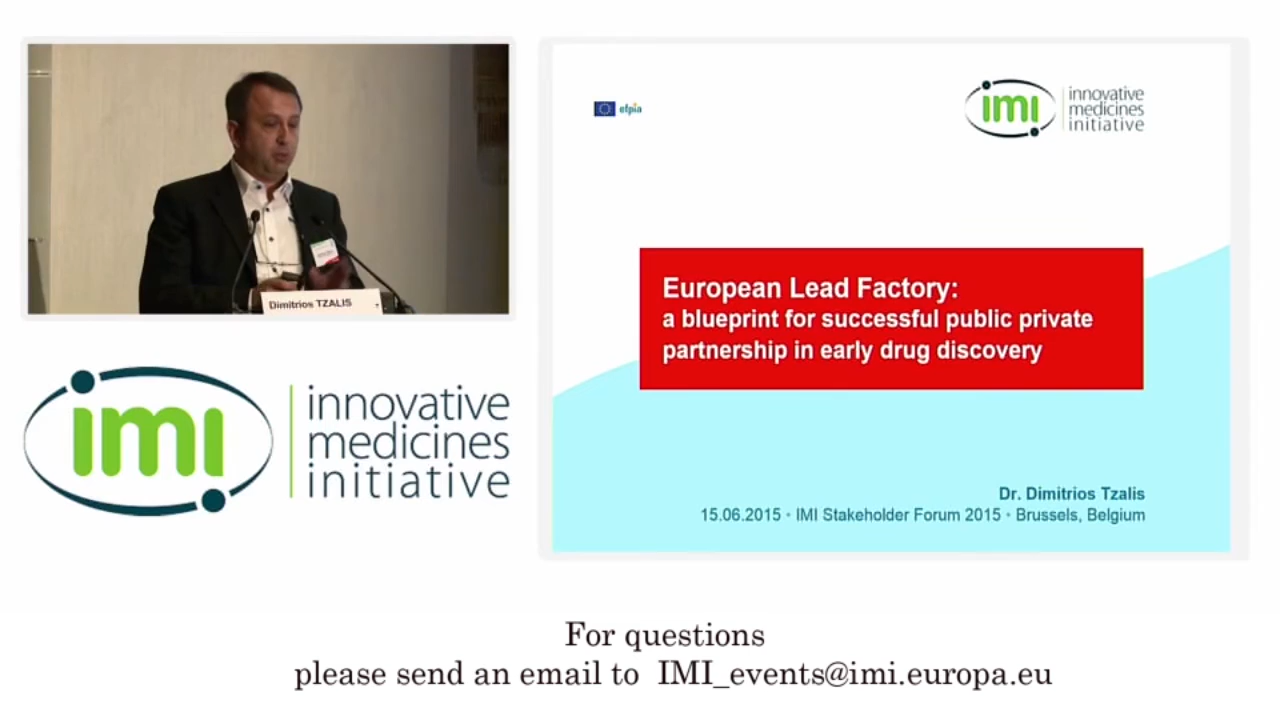 Dimitrios TZALIS
imi
innovative
medicines
initiative
efpia
imi
innovative
medicines
initiative
European Lead Factory:
a blueprint for successful public private
partnership in early drug discovery
Dr. Dimitrios Tzalis
15.06.2015 • IMI Stakeholder Forum 2015 • Brussels, Belgium
For questions
please send an email to IMI_events@imi.europa.eu